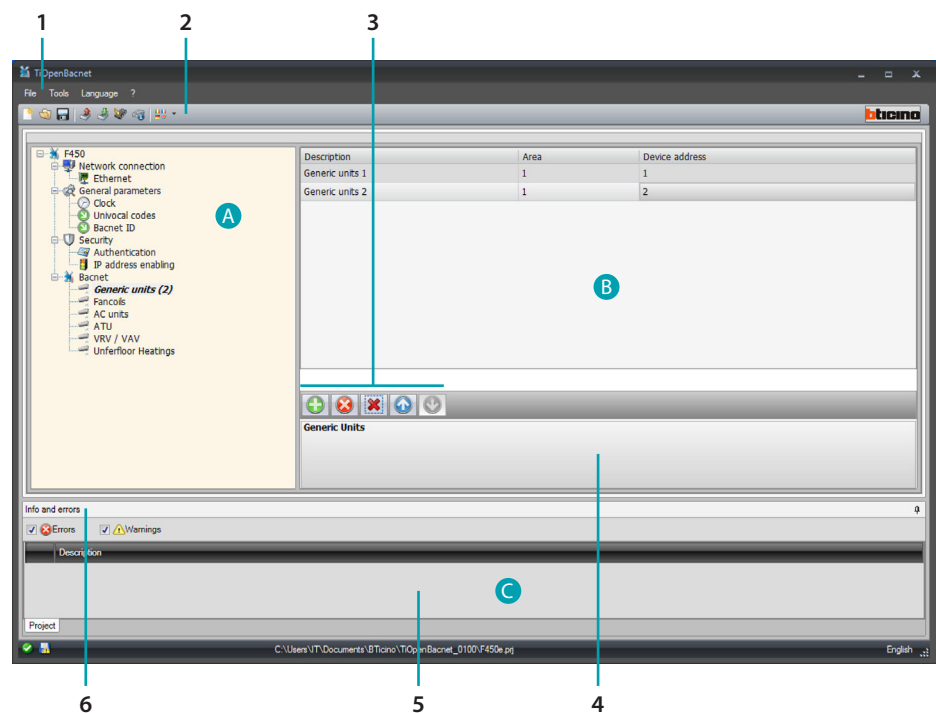 1 2 3
TiOpenBacnet
File Tools Language ?
bticino
F450
Network connection
Ethernet
General parameters
Clock
Univocal codes
Bacnet ID
Security
Authentication
IP address enabling
Bacnet
Generic units (2)
Fancoils
AC units
ATU
VRV / VAV
Unferfloor Heatings
A
Description Area Device address
Generic units 1 1 1
Generic units 2 1 2
B
Generic Units
Info and errors
Errors Warnings
Description
C
Project
C:\Users\IT\Documents\BTicino\TiOpenBacnet_0100\F450e.prj English
6 5 4